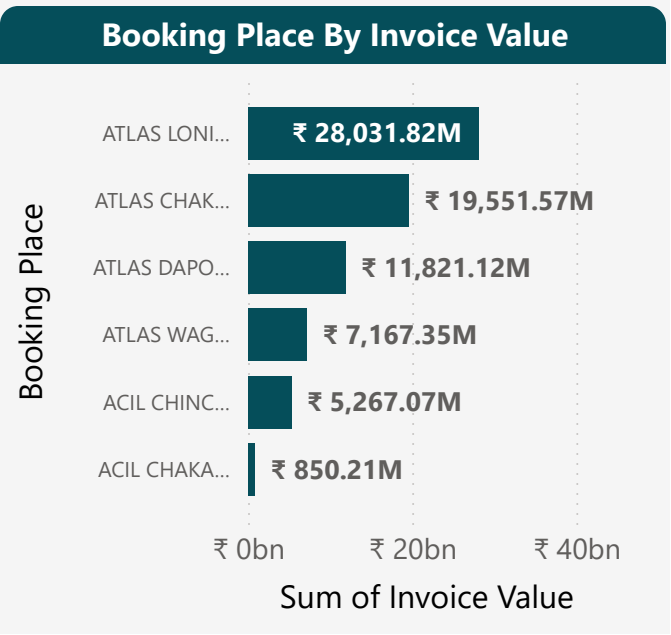 Booking Place By Invoice Value
Booking Place
ATLAS LONI...
₹ 28,031.82M
ATLAS CHAK...
₹ 19,551.57M
ATLAS DAPO...
₹ 11,821.12M
ATLAS WAG...
₹ 7,167.35M
ACIL CHINC...
₹ 5,267.07M
ACIL CHAKA...
₹ 850.21M
₹ 0bn
₹ 20bn
₹ 40bn
Sum of Invoice Value